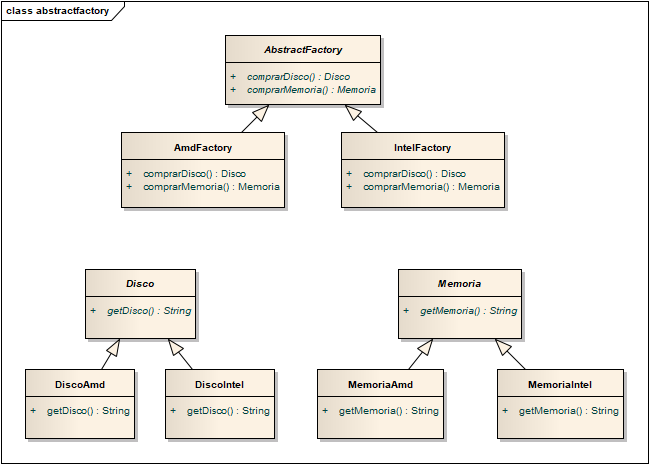 class abstractfactory
AbstractFactory
+ comprarDisco() : Disco
+ comprarMemoria() : Memoria
AmdFactory
+ comprarDisco() : Disco
+ comprarMemoria() : Memoria
IntelFactory
+ comprarDisco() : Disco
+ comprarMemoria() : Memoria
Disco
+ getDisco() : String
Memoria
+ getMemoria() : String
DiscoAmd
+ getDisco() : String
DiscoIntel
+ getDisco() : String
MemoriaAmd
+ getMemoria() : String
MemoriaIntel
+ getMemoria() : String